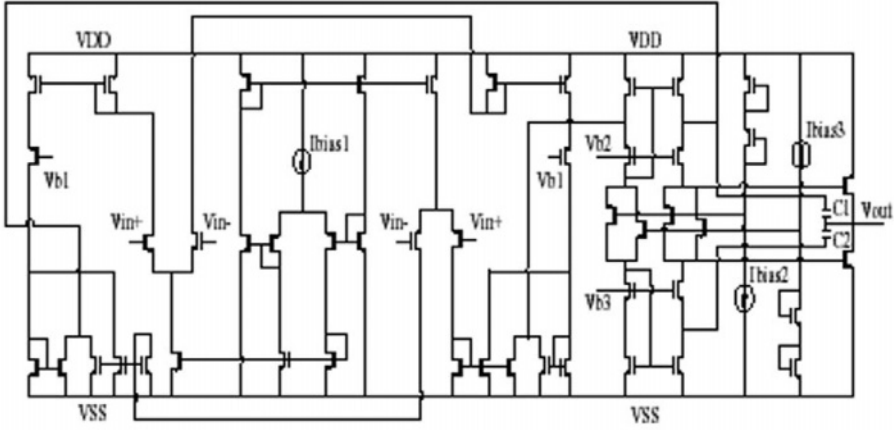 VDD VDD
Ibias1 Vb2 Ibias3
Vb1 Vb1
Vin+ Vin- Vin- Vin+ C1 Vout
C2
Ibias2
Vb3
VSS VSS